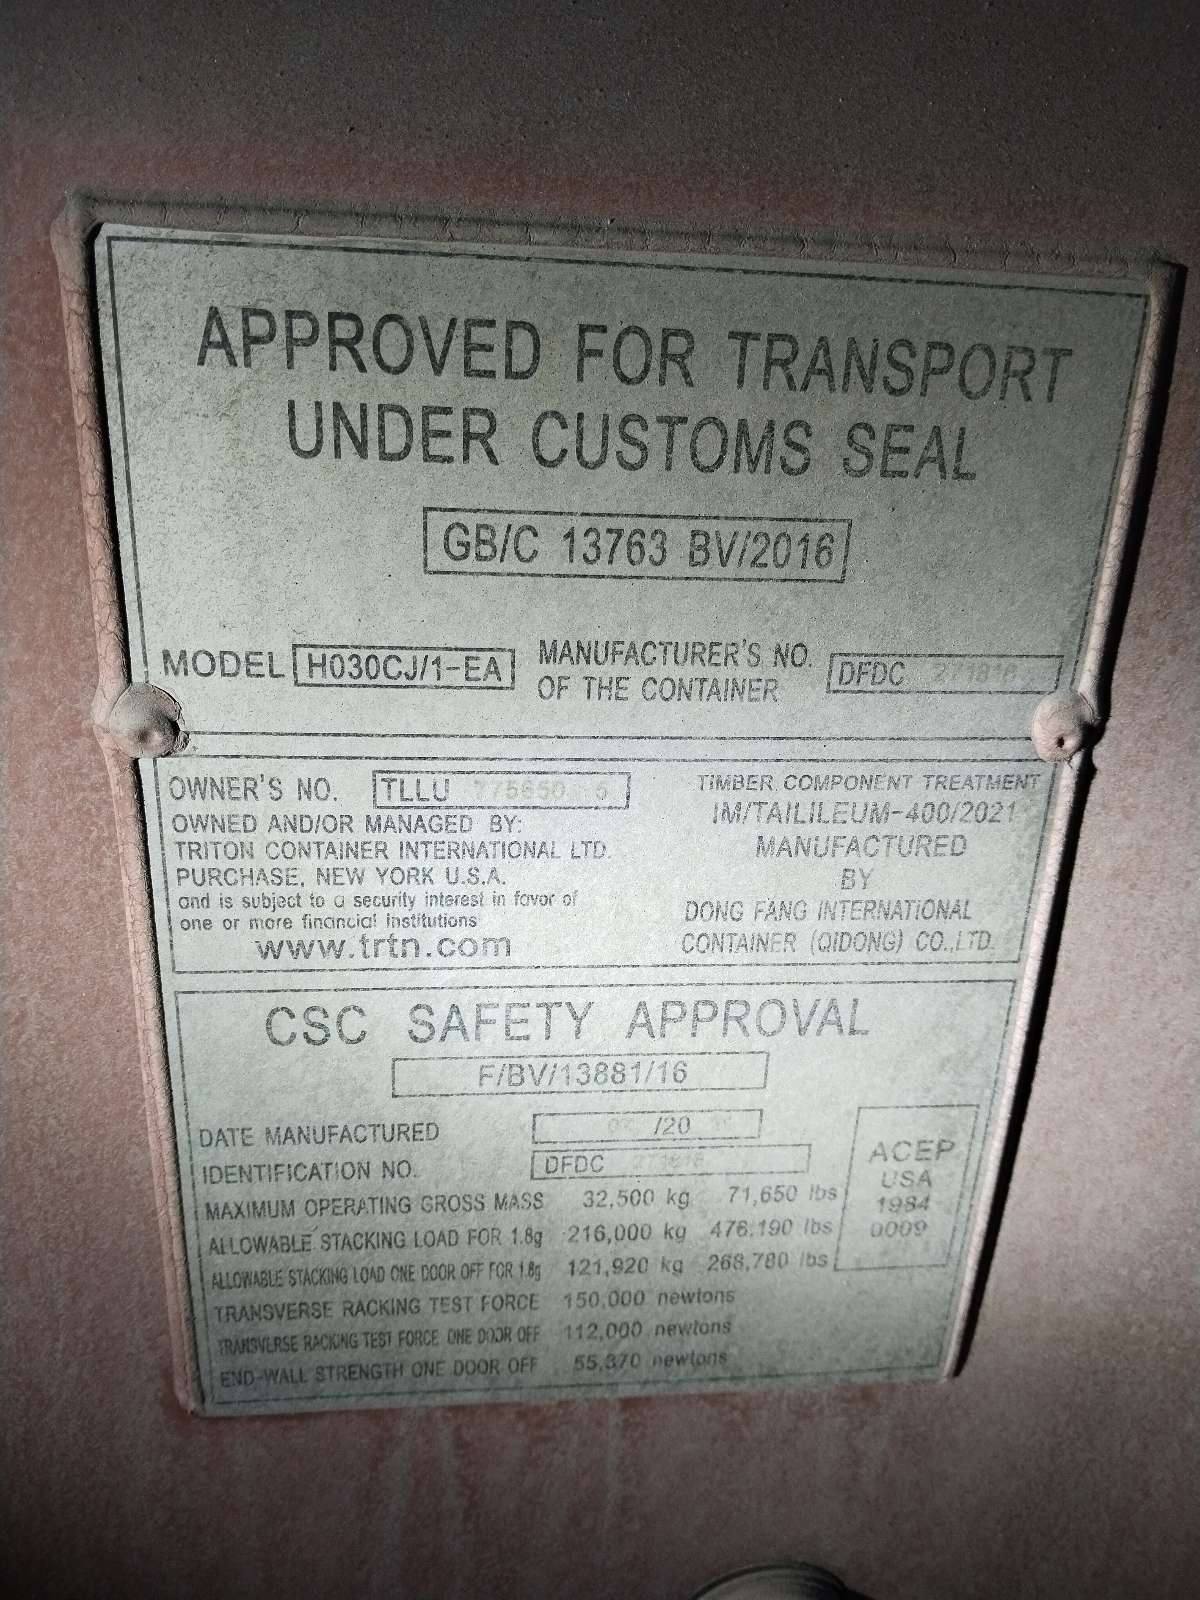 APPROVED FOR TRANSPORT
UNDER CUSTOMS SEAL
GB/C 13763 BV/2016
MODEL H030CJ/1-EA
MANUFACTURER'S NO.
OF THE CONTAINER
DFDC 271816
OWNER'S NO. TLLU
OWNED AND/OR MANAGED BY:
TRITON CONTAINER INTERNATIONAL LTD.
PURCHASE, NEW YORK U.S.A.
and is subject to a security interest in favor of
one or more financial institutions
www.trtn.com
TIMBER COMPONENT TREATMENT
IM/TAILILEUM-400/2021
MANUFACTURED
BY
DONG FANG INTERNATIONAL
CONTAINER (QIDONG) CO.,LTD.
CSC SAFETY APPROVAL
F/BV/13881/16
DATE MANUFACTURED /20
IDENTIFICATION NO. DFDC
MAXIMUM OPERATING GROSS MASS 32,500 kg 71,650 lbs
ALLOWABLE STACKING LOAD FOR 1.8g 216,000 kg 476,190 lbs
ALLOWABLE STACKING LOAD ONE DOOR OFF FOR 1.8g 121,920 kg 268,780 lbs
TRANSVERSE RACKING TEST FORCE 150,000 newtons
TRANSVERSE RACKING TEST FORCE ONE DOOR OFF 112,000 newtons
END-WALL STRENGTH ONE DOOR OFF 55,370 newtons
ACEP
USA
1984
0009